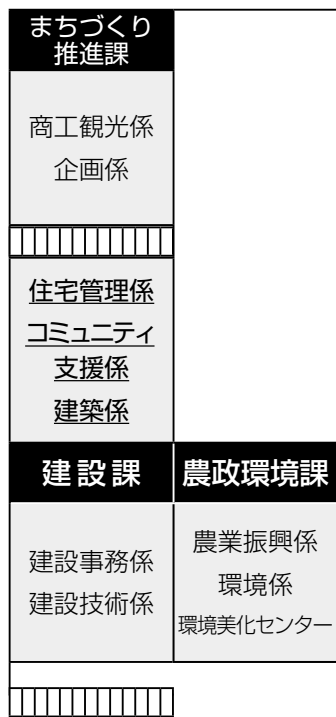 まちづくり
推進課
商工観光係
企画係
住宅管理係
コミュニティ
支援係
建築係
建設課
建設事務係
建設技術係
農政環境課
農業振興係
環境係
環境美化センター